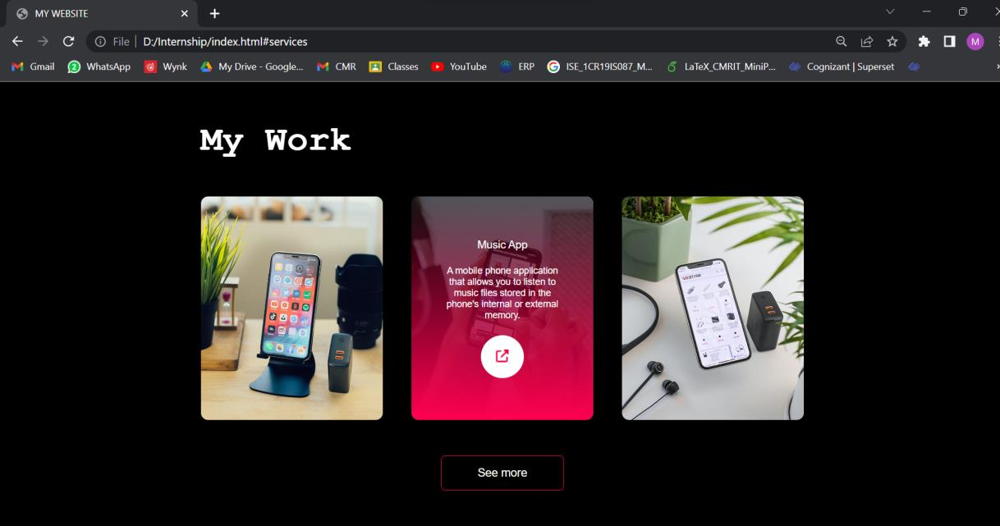 MY WEBSITE
File | D:/Internship/index.html#services
M
Gmail WhatsApp Wynk My Drive - Google... CMR Classes YouTube ERP ISE_1CR19IS087_M... LaTeX_CMRIT_MiniP... Cognizant | Superset
My Work
Music App
A mobile phone application
that allows you to listen to
music files stored in the
phone's internal or external
memory.
See more